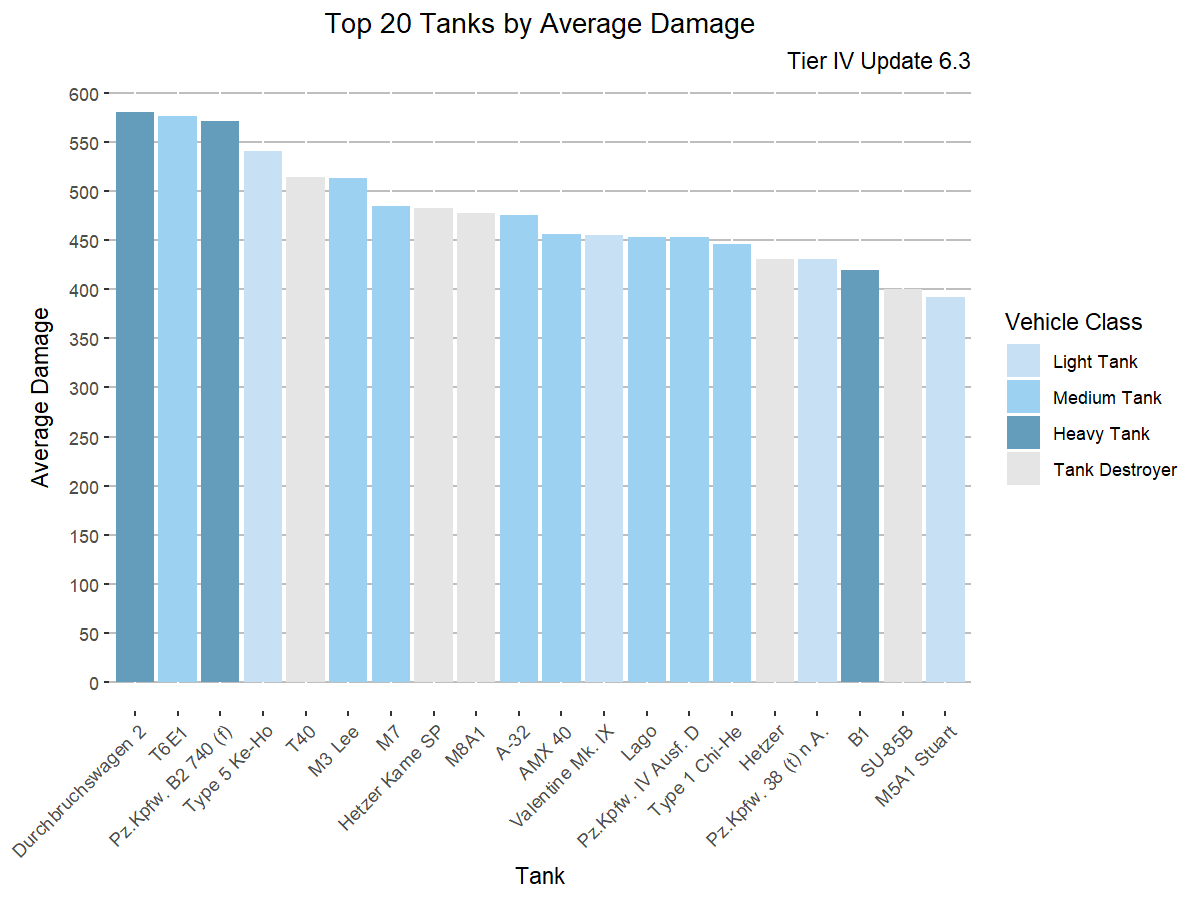 Top 20 Tanks by Average Damage
Tier IV Update 6.3
Average Damage
600
550
500
450
400
350
300
250
200
150
100
50
0
Durchbruchswagen 2
T6E1
Pz.Kpfw. B2 740 (f)
Type 5 Ke-Ho
T40
M3 Lee
M7
Hetzer Kame SP
M8A1
A-32
AMX 40
Valentine Mk. IX
Lago
Pz.Kpfw. IV Ausf. D
Type 1 Chi-He
Hetzer
Pz.Kpfw. 38 (t) n.A.
B1
SU-85B
M5A1 Stuart
Tank
Vehicle Class
Light Tank
Medium Tank
Heavy Tank
Tank Destroyer